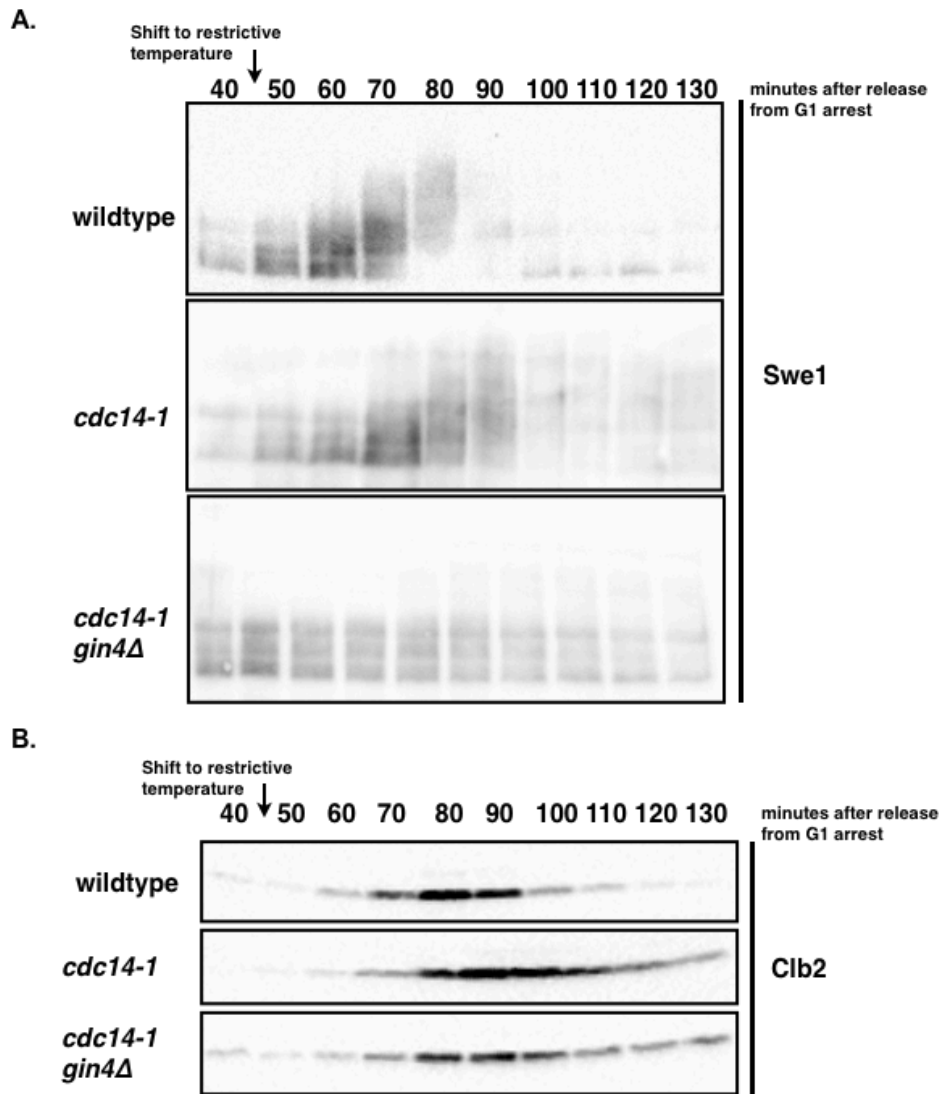 A.
Shift to restrictive
temperature
40 50 60 70 80 90 100 110 120 130
minutes after release
from G1 arrest
wildtype
cdc14-1
cdc14-1
gin4Δ
Swe1
B.
Shift to restrictive
temperature
40 50 60 70 80 90 100 110 120 130
minutes after release
from G1 arrest
wildtype
cdc14-1
cdc14-1
gin4Δ
Clb2